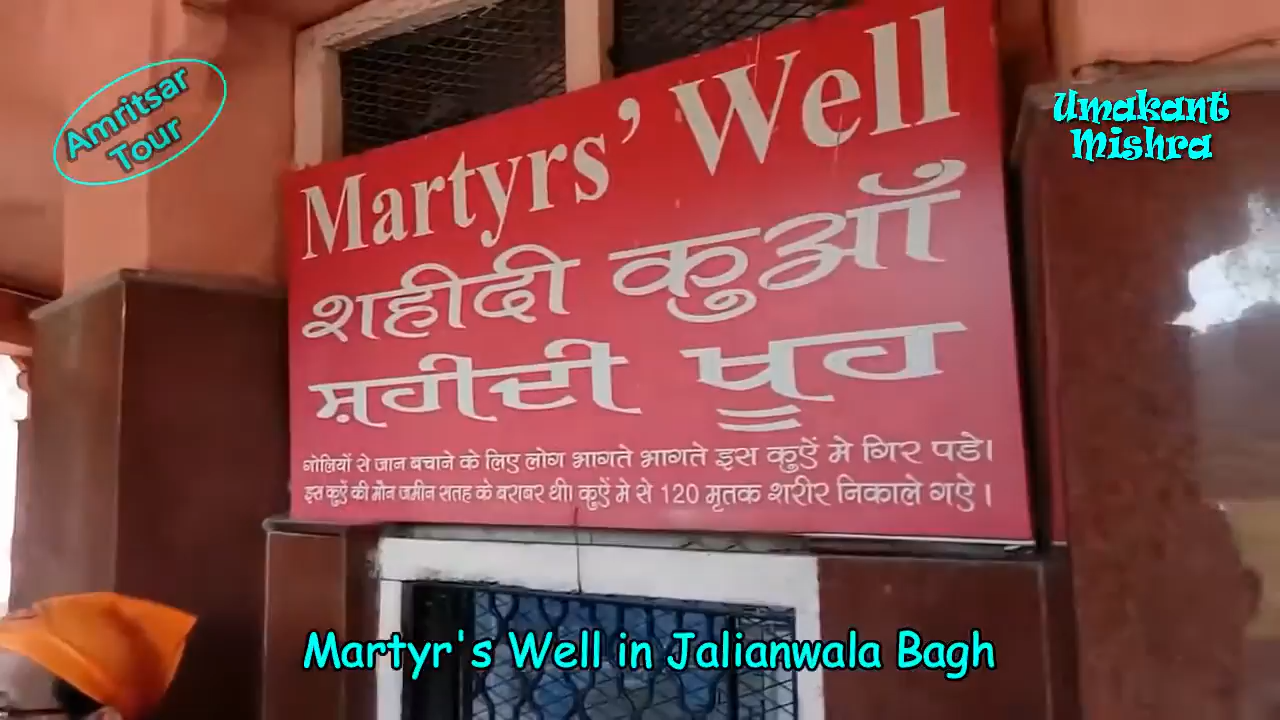 Amritsar
Tour
Umakant
Mishra
Martyrs' Well
शहीदी कुआँ
ਸ਼ਹੀਦੀ ਖੂਹ
गोलियों से जान बचाने के लिए लोग भागते भागते इस कुऐं मे गिर पडे।
इस कुऐं की मौन जमीन सतह के बराबर थी। कुऐं मे से 120 मृतक शरीर निकाले गऐ।
Martyr's Well in Jalianwala Bagh